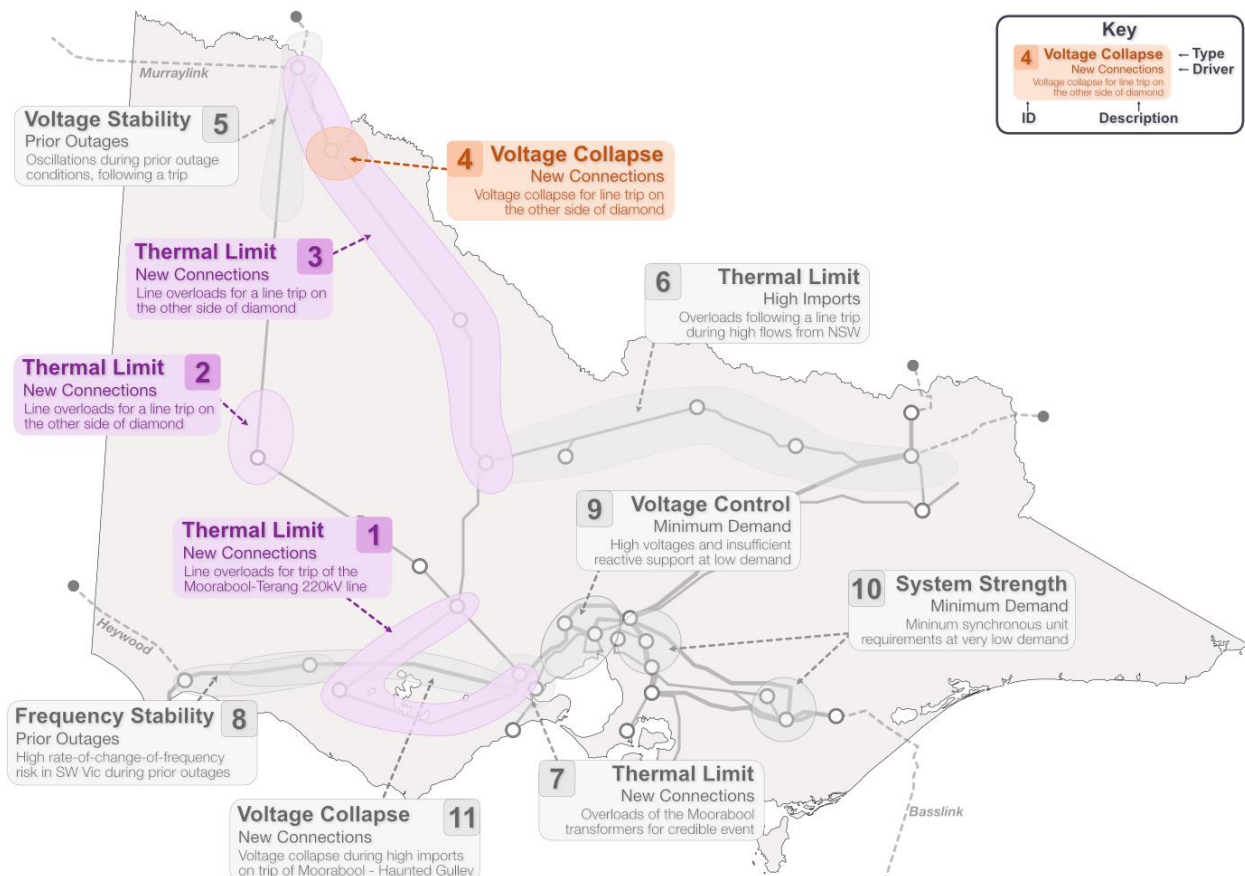 Key
4
Voltage Collapse
New Connections
Voltage collapse for line trip on
the other side of diamond
Type
Driver
ID
Description
Murraylink
Voltage Stability
5
Prior Outages
Oscillations during prior outage
conditions, following a trip
4
Voltage Collapse
New Connections
Voltage collapse for line trip on
the other side of diamond
Thermal Limit
3
New Connections
Line overloads for a line trip on
the other side of diamond
6
Thermal Limit
High Imports
Overloads following a line trip
during high flows from NSW
Thermal Limit
2
New Connections
Line overloads for a line trip on
the other side of diamond
9
Voltage Control
Minimum Demand
High voltages and insufficient
reactive support at low demand
Thermal Limit
1
New Connections
Line overloads for trip of the
Moorabool-Terang 220kV line
10
System Strength
Minimum Demand
Mininum synchronous unit
requirements at very low demand
Heywood
Frequency Stability
8
Prior Outages
High rate-of-change-of-frequency
risk in SW Vic during prior outages
7
Thermal Limit
New Connections
Overloads of the Moorabool
transformers for credible event
Voltage Collapse
11
New Connections
Voltage collapse during high imports
on trip of Moorabool - Haunted Gulley
Basslink